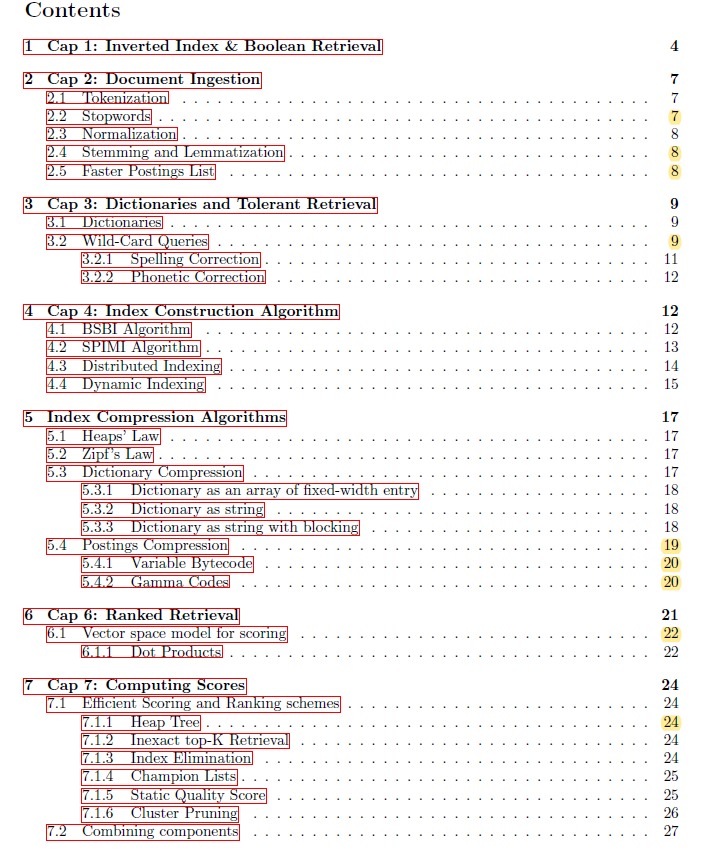 Contents
1 Cap 1: Inverted Index & Boolean Retrieval 4
2 Cap 2: Document Ingestion 7
2.1 Tokenization . . . . . . . . . . . . . . . . . . . . 7
2.2 Stopwords . . . . . . . . . . . . . . . . . . . . 7
2.3 Normalization . . . . . . . . . . . . . . . . . . . . 8
2.4 Stemming and Lemmatization . . . . . . . . . . . . . . . . . . . . 8
2.5 Faster Postings List . . . . . . . . . . . . . . . . . . . . 8
3 Cap 3: Dictionaries and Tolerant Retrieval 9
3.1 Dictionaries . . . . . . . . . . . . . . . . . . . . 9
3.2 Wild-Card Queries . . . . . . . . . . . . . . . . . . . . 9
3.2.1 Spelling Correction . . . . . . . . . . . . . . . . . . . . 11
3.2.2 Phonetic Correction . . . . . . . . . . . . . . . . . . . . 12
4 Cap 4: Index Construction Algorithm 12
4.1 BSBI Algorithm . . . . . . . . . . . . . . . . . . . . 12
4.2 SPIMI Algorithm . . . . . . . . . . . . . . . . . . . . 13
4.3 Distributed Indexing . . . . . . . . . . . . . . . . . . . . 14
4.4 Dynamic Indexing . . . . . . . . . . . . . . . . . . . . 15
5 Index Compression Algorithms 17
5.1 Heaps' Law . . . . . . . . . . . . . . . . . . . . 17
5.2 Zipf's Law . . . . . . . . . . . . . . . . . . . . 17
5.3 Dictionary Compression . . . . . . . . . . . . . . . . . . . . 17
5.3.1 Dictionary as an array of fixed-width entry . . . . . . . . . . . . . . . . . . . . 18
5.3.2 Dictionary as string . . . . . . . . . . . . . . . . . . . . 18
5.3.3 Dictionary as string with blocking . . . . . . . . . . . . . . . . . . . . 18
5.4 Postings Compression . . . . . . . . . . . . . . . . . . . . 19
5.4.1 Variable Bytecode . . . . . . . . . . . . . . . . . . . . 20
5.4.2 Gamma Codes . . . . . . . . . . . . . . . . . . . . 20
6 Cap 6: Ranked Retrieval 21
6.1 Vector space model for scoring . . . . . . . . . . . . . . . . . . . . 22
6.1.1 Dot Products . . . . . . . . . . . . . . . . . . . . 22
7 Cap 7: Computing Scores 24
7.1 Efficient Scoring and Ranking schemes . . . . . . . . . . . . . . . . . . . . 24
7.1.1 Heap Tree . . . . . . . . . . . . . . . . . . . . 24
7.1.2 Inexact top-K Retrieval . . . . . . . . . . . . . . . . . . . . 24
7.1.3 Index Elimination . . . . . . . . . . . . . . . . . . . . 24
7.1.4 Champion Lists . . . . . . . . . . . . . . . . . . . . 25
7.1.5 Static Quality Score . . . . . . . . . . . . . . . . . . . . 25
7.1.6 Cluster Pruning . . . . . . . . . . . . . . . . . . . . 26
7.2 Combining components . . . . . . . . . . . . . . . . . . . . 27